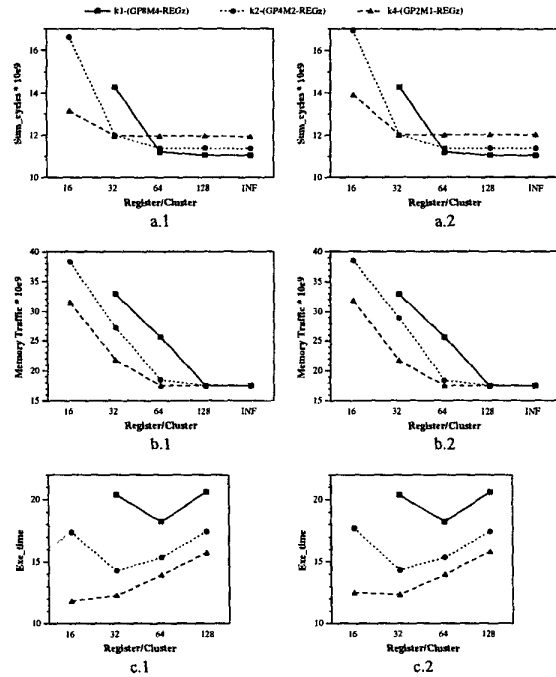 k1-(GP8M4-REGz) k2-(GP4M2-REGz) k4-(GP2M1-REGz)
Sum_cycles * 10e9
16
14
12
10
16 32 64 128 INF
Register/Cluster
a.1
Sum_cycles * 10e9
16
14
12
10
16 32 64 128 INF
Register/Cluster
a.2
Memory Traffic * 10e9
40
35
30
25
20
15
16 32 64 128 INF
Register/Cluster
b.1
Memory Traffic * 10e9
40
35
30
25
20
15
16 32 64 128 INF
Register/Cluster
b.2
Exe_time
20
15
10
16 32 64 128
Register/Cluster
c.1
Exe_time
20
15
10
16 32 64 128
Register/Cluster
c.2